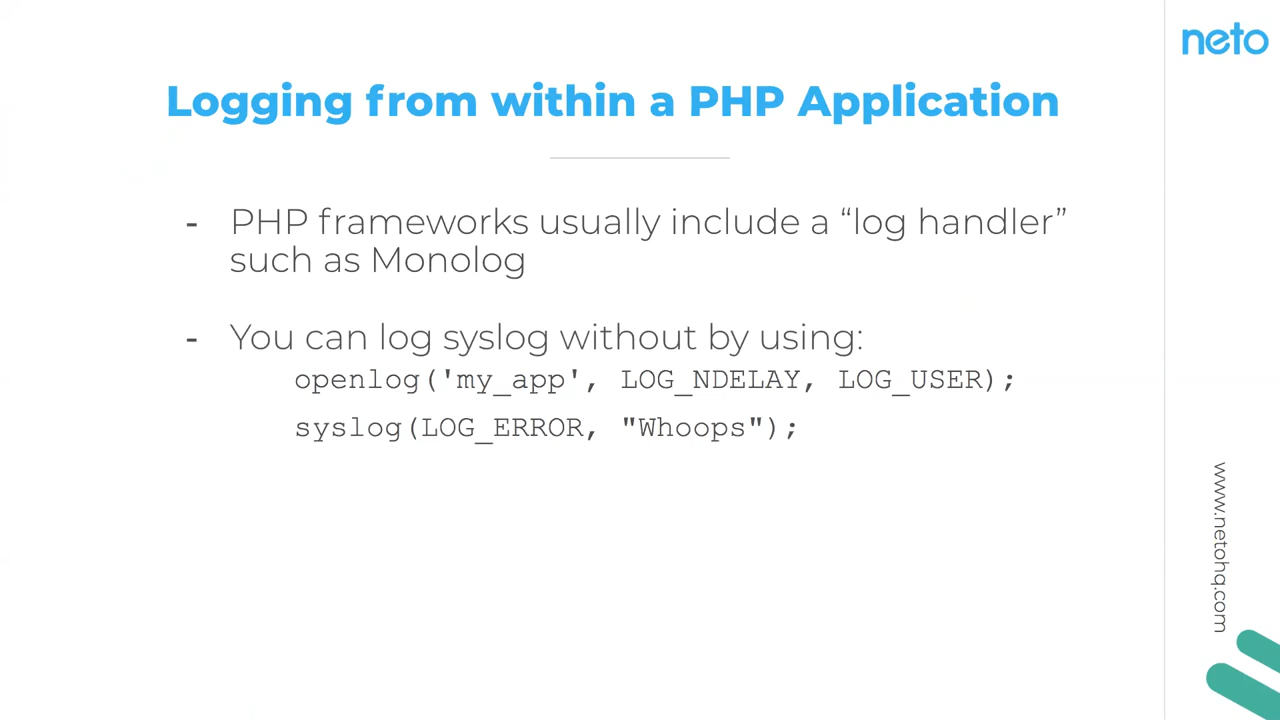 neto
Logging from within a PHP Application
- PHP frameworks usually include a “log handler”
such as Monolog
- You can log syslog without by using:
openlog('my_app', LOG_NDELAY, LOG_USER);
syslog(LOG_ERROR, "Whoops");
www.netohq.com